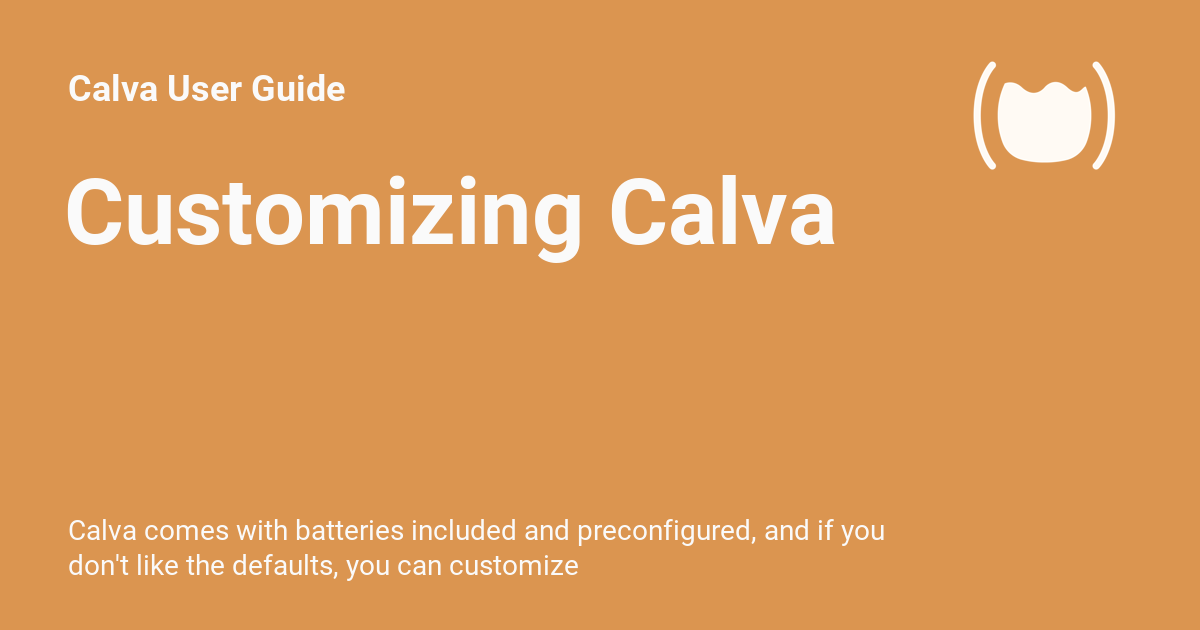 Calva User Guide
Customizing Calva
Calva comes with batteries included and preconfigured, and if you
don't like the defaults, you can customize